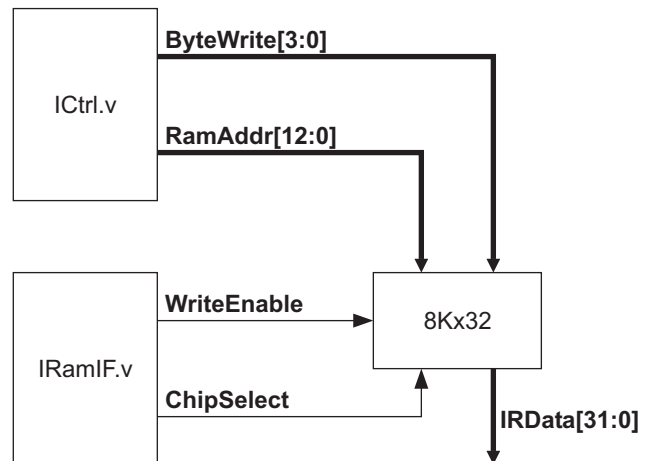 ByteWrite[3:0]
ICtrl.v
RamAddr[12:0]
WriteEnable
8Kx32
IRamIF.v
ChipSelect
IRData[31:0]